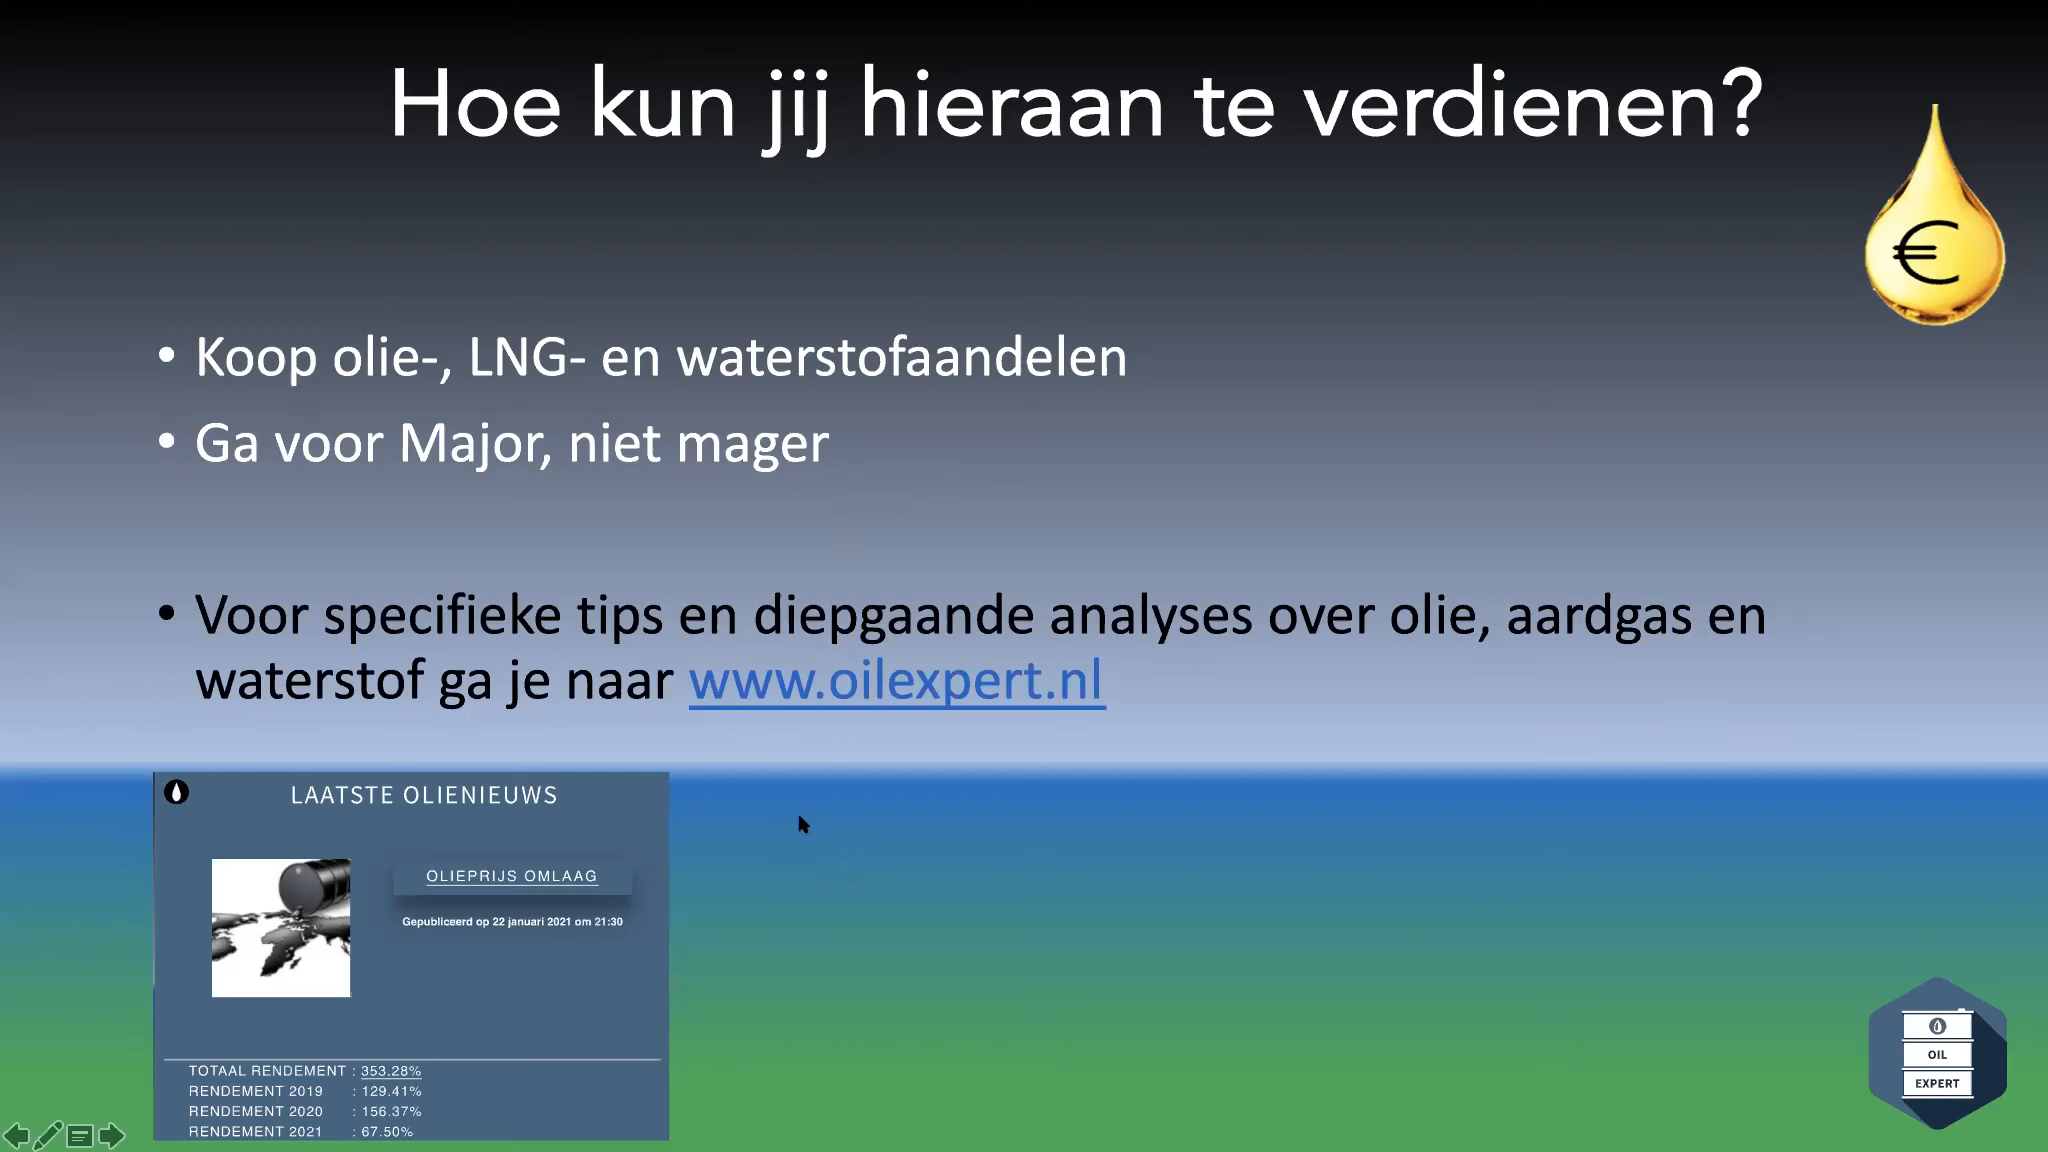 Hoe kun jij hieraan te verdienen?
€
• Koop olie-, LNG- en waterstofaandelen
• Ga voor Major, niet mager
• Voor specifieke tips en diepgaande analyses over olie, aardgas en
waterstof ga je naar www.oilexpert.nl
LAATSTE OLIENIEUWS
OLIEPRIJS OMLAAG
Gepubliceerd op 22 januari 2021 om 21:30
TOTAAL RENDEMENT : 353.28%
RENDEMENT 2019 : 129.41%
RENDEMENT 2020 : 156.37%
RENDEMENT 2021 : 67.50%
OIL
EXPERT